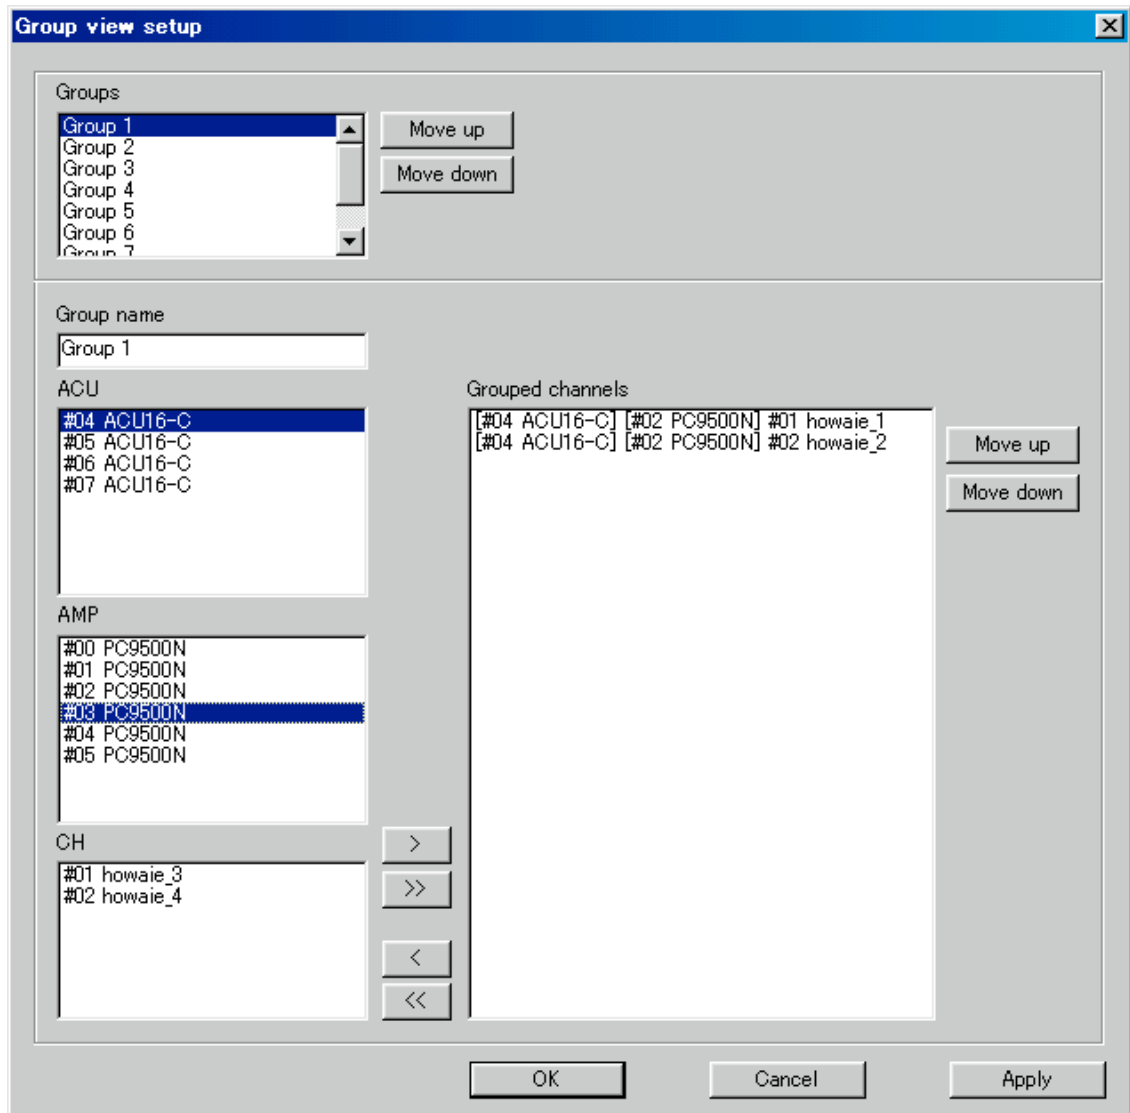 Group view setup
Groups
Group 1
Group 2
Group 3
Group 4
Group 5
Group 6
Group 7
Move up
Move down
Group name
Group 1
ACU
#04 ACU16-C
#05 ACU16-C
#06 ACU16-C
#07 ACU16-C
AMP
#00 PC9500N
#01 PC9500N
#02 PC9500N
#03 PC9500N
#04 PC9500N
#05 PC9500N
CH
#01 howaie_3
#02 howaie_4
>
>>
<
<<
Grouped channels
[#04 ACU16-C] [#02 PC9500N] #01 howaie_1
[#04 ACU16-C] [#02 PC9500N] #02 howaie_2
Move up
Move down
OK
Cancel
Apply